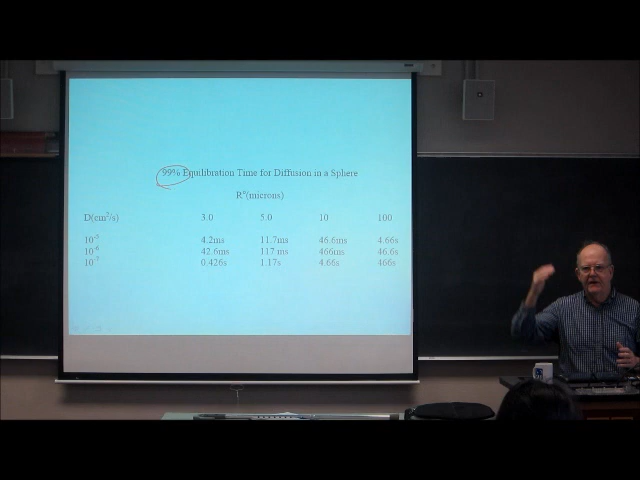 99% Equilibration Time for Diffusion in a Sphere
R°(microns)
D(cm²/s) 3.0 5.0 10 100
10⁻⁵ 4.2ms 11.7ms 46.6ms 4.66s
10⁻⁶ 42.6ms 117 ms 466ms 46.6s
10⁻⁷ 0.426s 1.17s 4.66s 466s